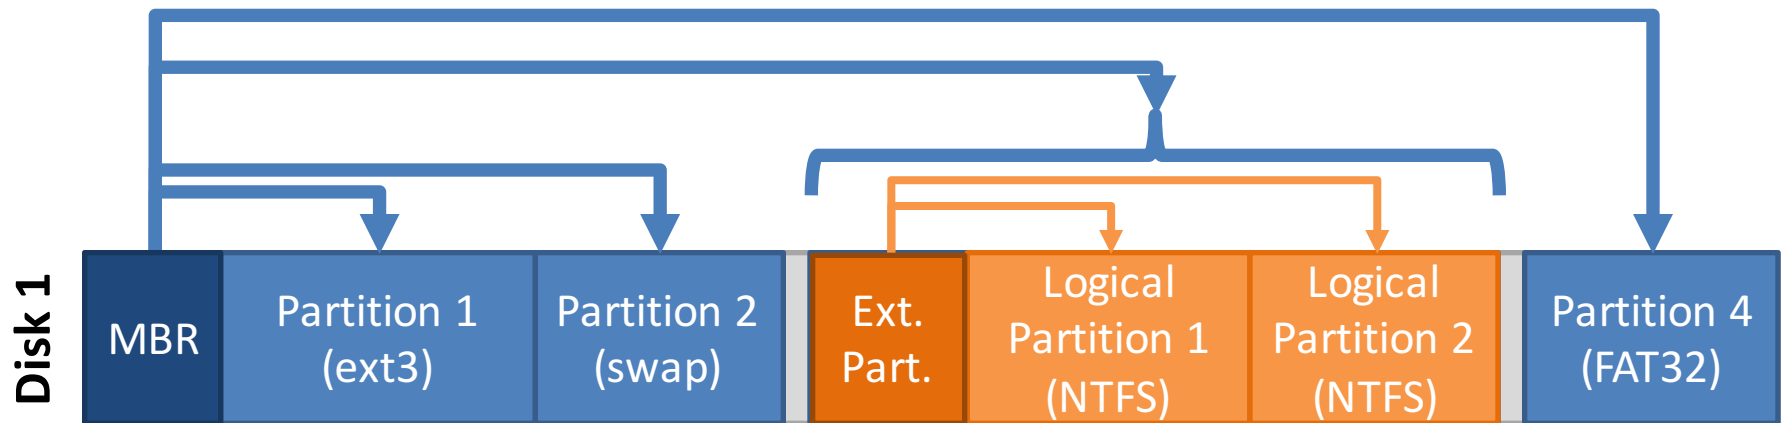 Disk 1
MBR
Partition 1
(ext3)
Partition 2
(swap)
Ext.
Part.
Logical
Partition 1
(NTFS)
Logical
Partition 2
(NTFS)
Partition 4
(FAT32)